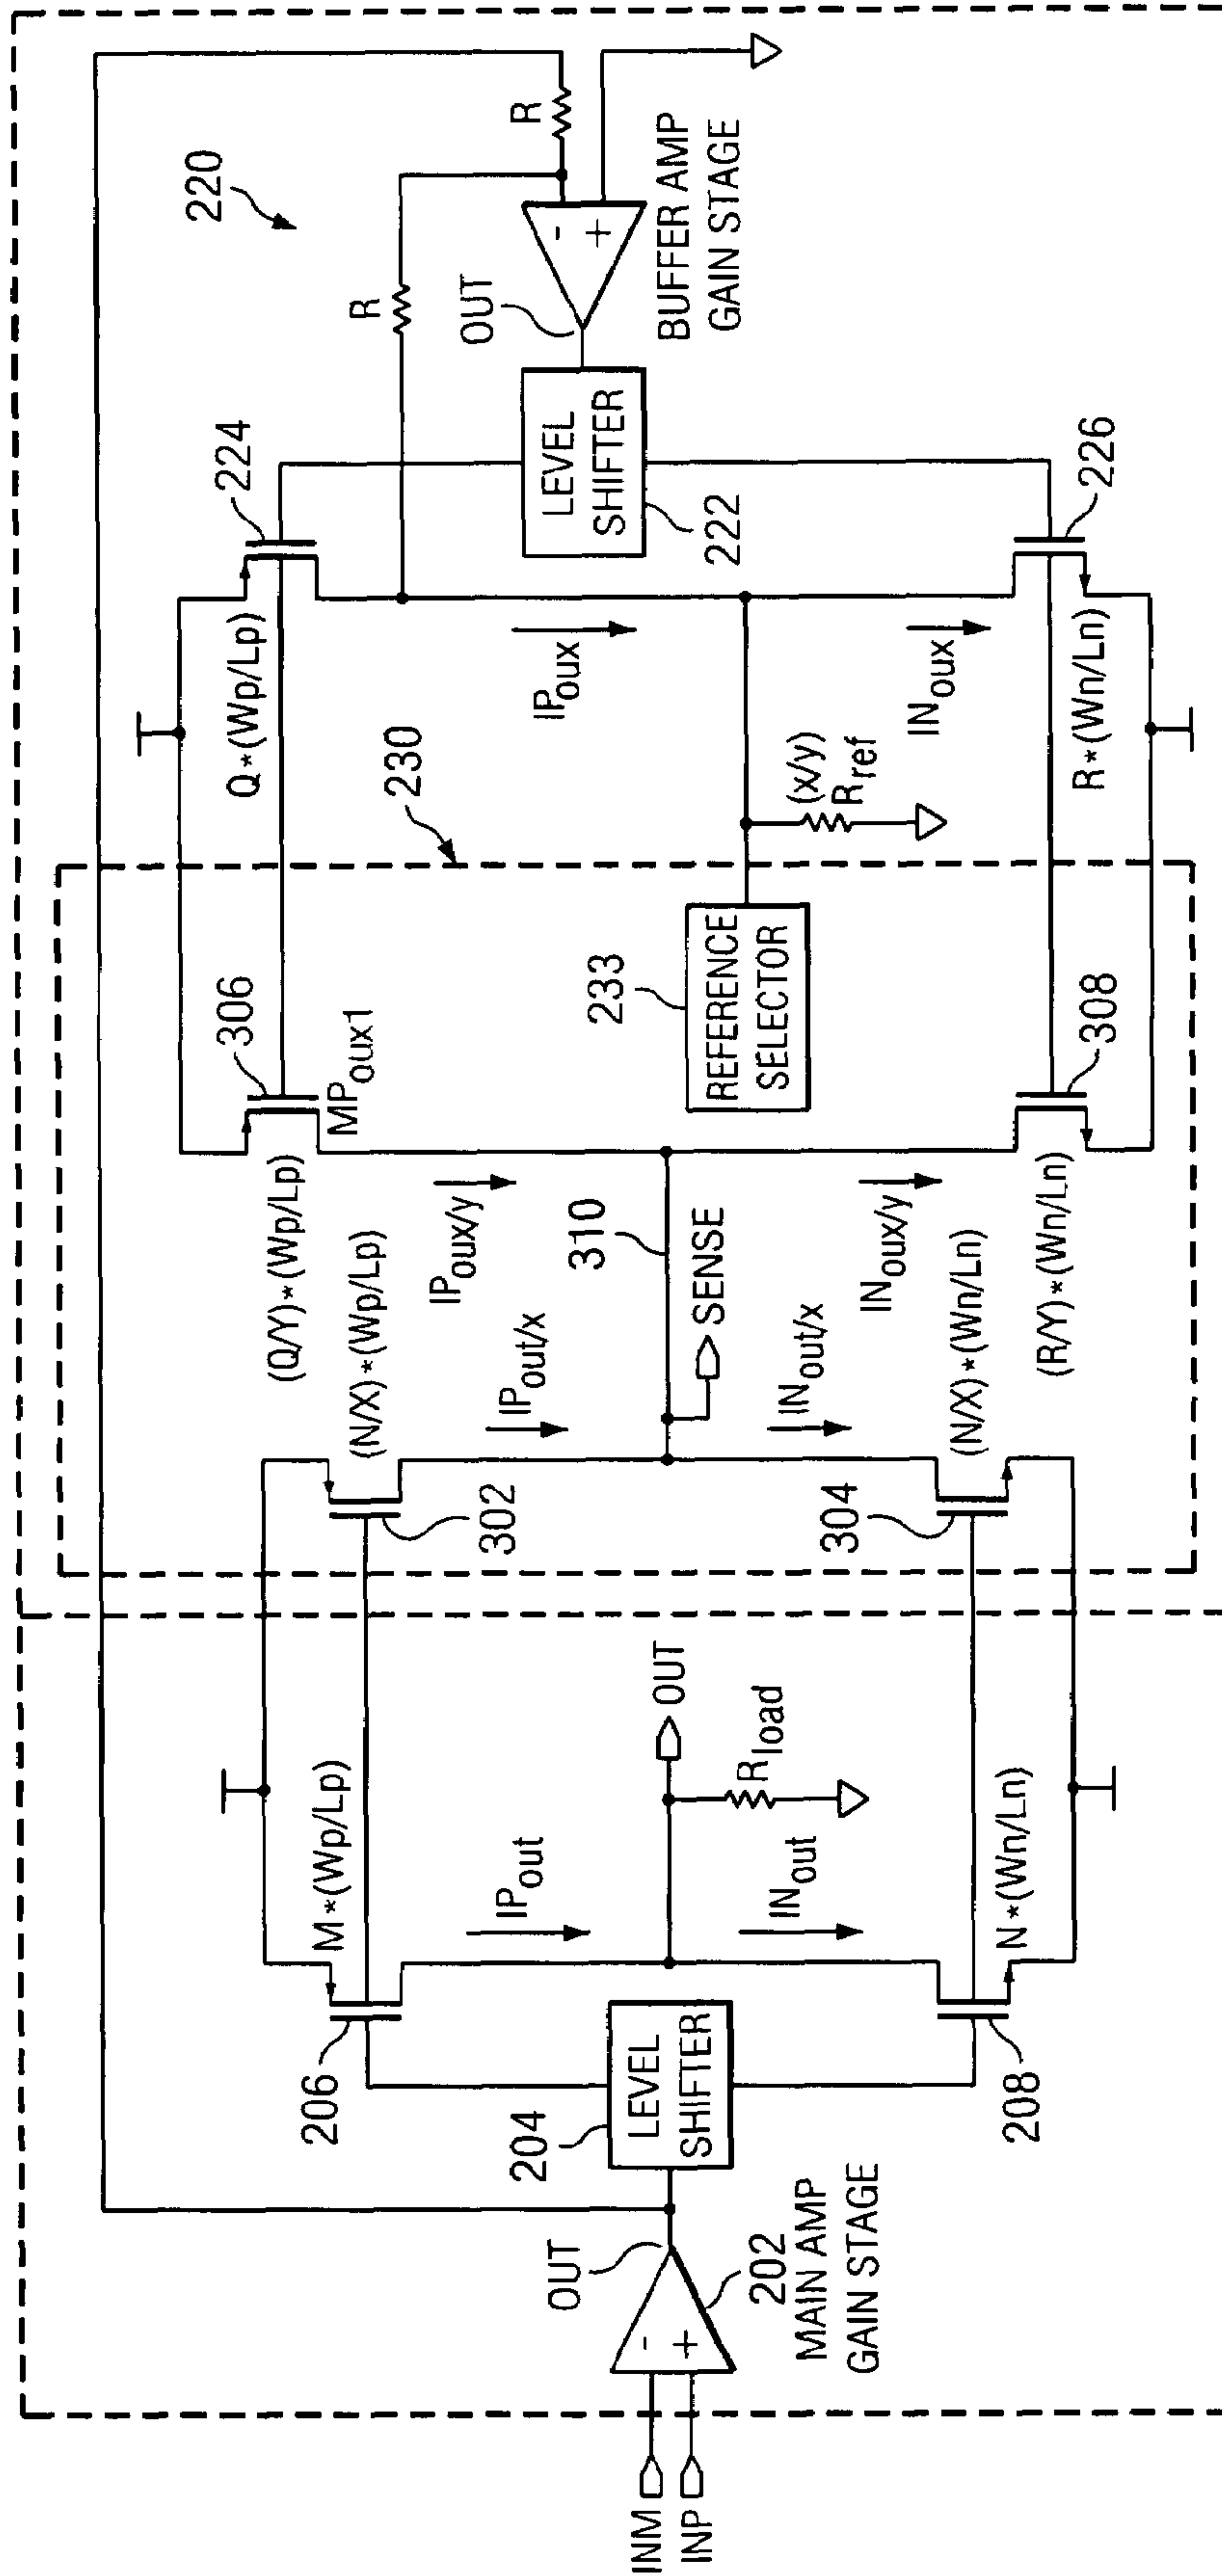 INM
INP
OUT
-
+
202
MAIN AMP
GAIN STAGE
204
LEVEL
SHIFTER
206
M*(Wp/Lp)
208
N*(Wn/Ln)
IPout
INout
OUT
Rload
302
(N/X)*(Wp/Lp)
304
(N/X)*(Wn/Ln)
IPout/x
INout/x
SENSE
310
(Q/Y)*(Wp/Lp)
306
MPoux1
IPoux/y
INoux/y
(R/Y)*(Wn/Ln)
308
233
REFERENCE
SELECTOR
230
(x/y)
Rref
Q*(Wp/Lp)
224
IPoux
INoux
R*(Wn/Ln)
226
LEVEL
SHIFTER
222
OUT
-
+
BUFFER AMP
GAIN STAGE
R
R
220